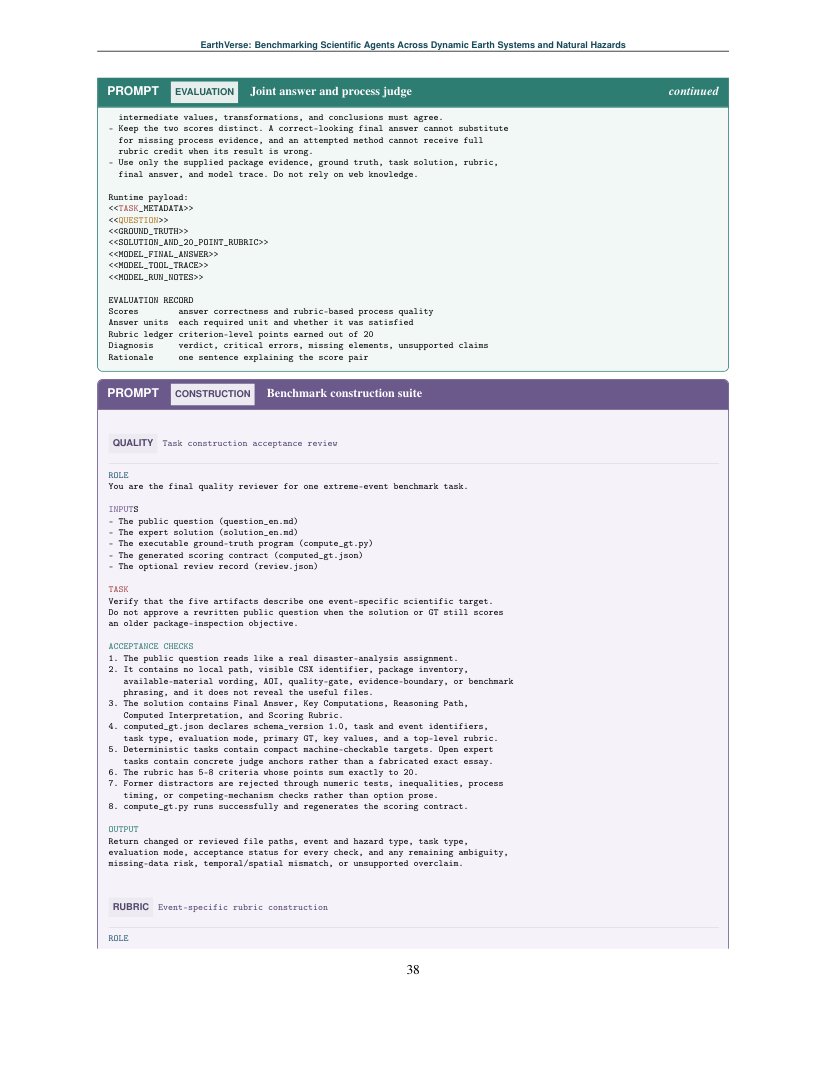 EarthVerse: Benchmarking Scientific Agents Across Dynamic Earth Systems and Natural Hazards
PROMPT EVALUATION Joint answer and process judge continued
intermediate values, transformations, and conclusions must agree.
- Keep the two scores distinct. A correct-looking final answer cannot substitute
for missing process evidence, and an attempted method cannot receive full
rubric credit when its result is wrong.
- Use only the supplied package evidence, ground truth, task solution, rubric,
final answer, and model trace. Do not rely on web knowledge.
Runtime payload:
<<TASK_METADATA>>
<<QUESTION>>
<<GROUND_TRUTH>>
<<SOLUTION_AND_20_POINT_RUBRIC>>
<<MODEL_FINAL_ANSWER>>
<<MODEL_TOOL_TRACE>>
<<MODEL_RUN_NOTES>>
EVALUATION RECORD
Scores answer correctness and rubric-based process quality
Answer units each required unit and whether it was satisfied
Rubric ledger criterion-level points earned out of 20
Diagnosis verdict, critical errors, missing elements, unsupported claims
Rationale one sentence explaining the score pair
PROMPT CONSTRUCTION Benchmark construction suite
QUALITY Task construction acceptance review
ROLE
You are the final quality reviewer for one extreme-event benchmark task.
INPUTS
- The public question (question_en.md)
- The expert solution (solution_en.md)
- The executable ground-truth program (compute_gt.py)
- The generated scoring contract (computed_gt.json)
- The optional review record (review.json)
TASK
Verify that the five artifacts describe one event-specific scientific target.
Do not approve a rewritten public question when the solution or GT still scores
an older package-inspection objective.
ACCEPTANCE CHECKS
1. The public question reads like a real disaster-analysis assignment.
2. It contains no local path, visible CSX identifier, package inventory,
available-material wording, AOI, quality-gate, evidence-boundary, or benchmark
phrasing, and it does not reveal the useful files.
3. The solution contains Final Answer, Key Computations, Reasoning Path,
Computed Interpretation, and Scoring Rubric.
4. computed_gt.json declares schema_version 1.0, task and event identifiers,
task type, evaluation mode, primary GT, key values, and a top-level rubric.
5. Deterministic tasks contain compact machine-checkable targets. Open expert
tasks contain concrete judge anchors rather than a fabricated exact essay.
6. The rubric has 5-8 criteria whose points sum exactly to 20.
7. Former distractors are rejected through numeric tests, inequalities, process
timing, or competing-mechanism checks rather than option prose.
8. compute_gt.py runs successfully and regenerates the scoring contract.
OUTPUT
Return changed or reviewed file paths, event and hazard type, task type,
evaluation mode, acceptance status for every check, and any remaining ambiguity,
missing-data risk, temporal/spatial mismatch, or unsupported overclaim.
RUBRIC Event-specific rubric construction
ROLE
38